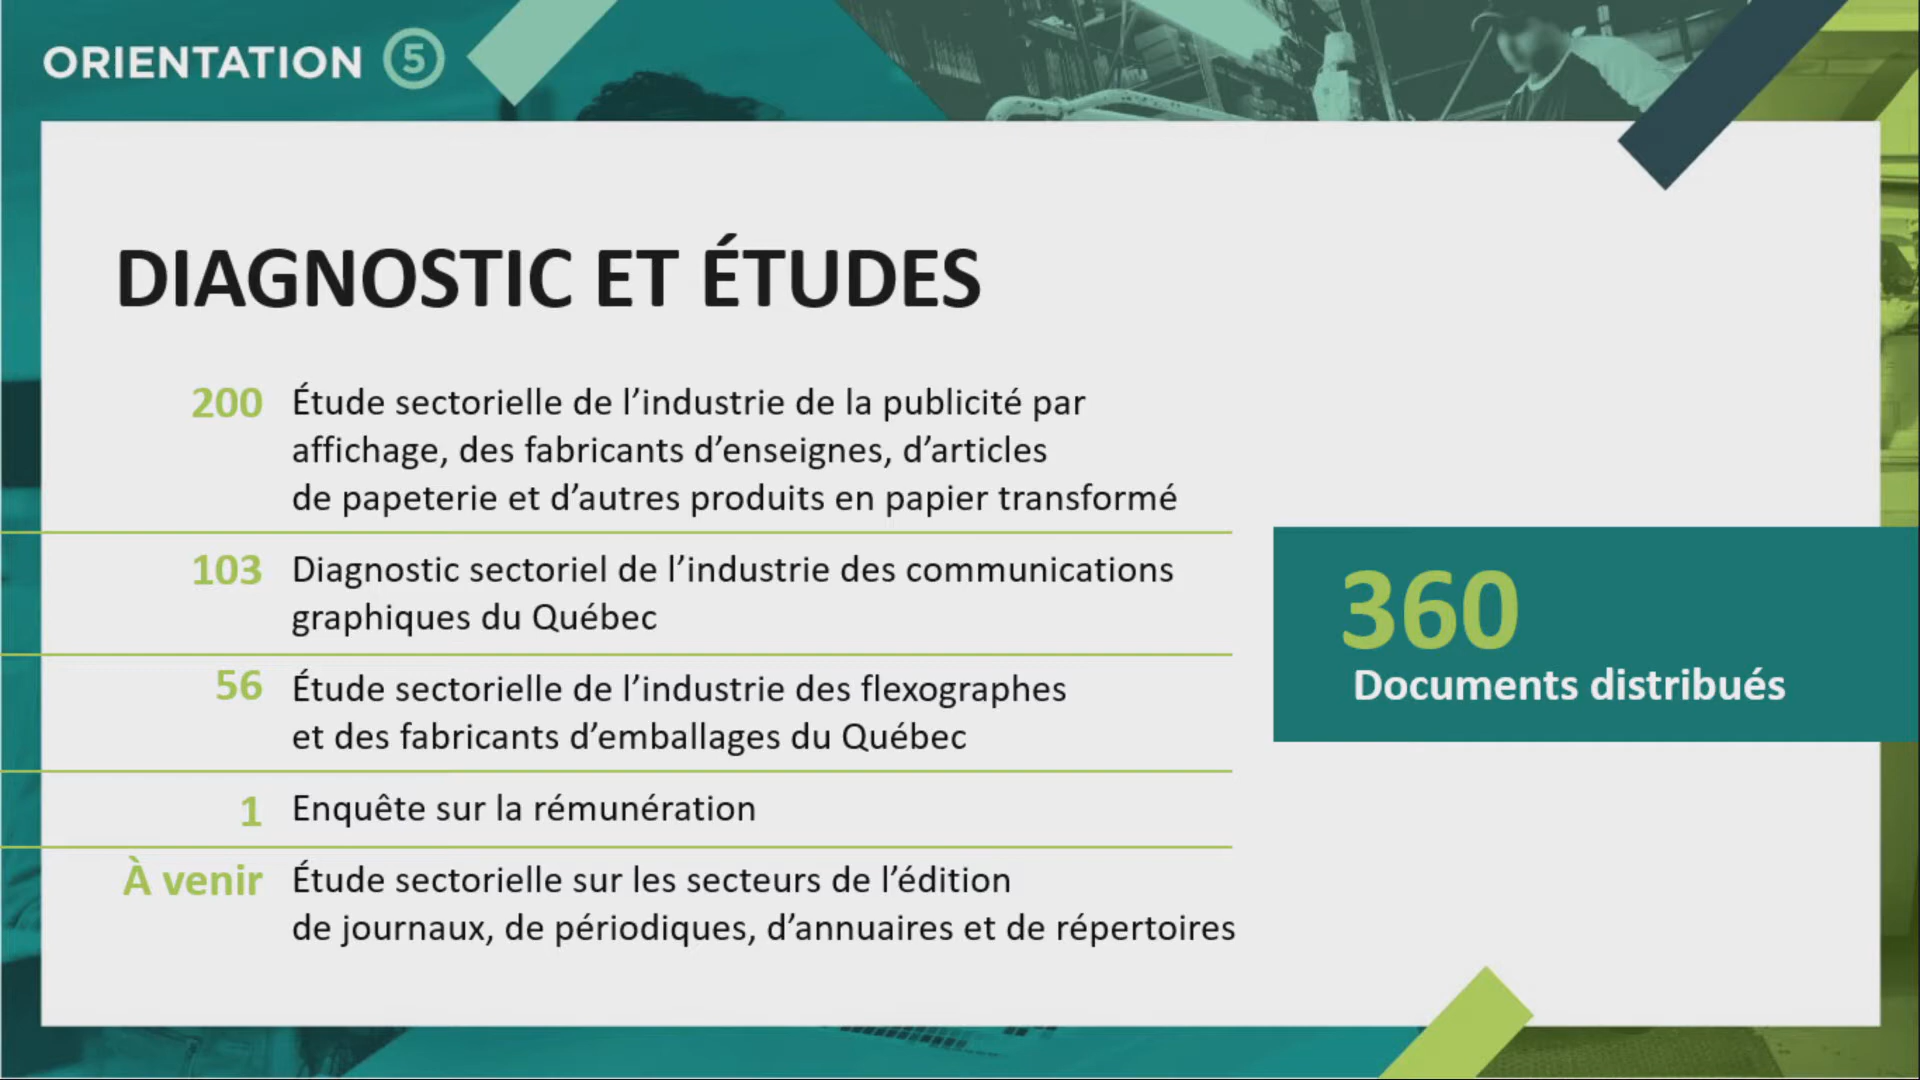 ORIENTATION 5
DIAGNOSTIC ET ÉTUDES
200 Étude sectorielle de l’industrie de la publicité par
affichage, des fabricants d’enseignes, d’articles
de papeterie et d’autres produits en papier transformé
103 Diagnostic sectoriel de l’industrie des communications
graphiques du Québec
56 Étude sectorielle de l’industrie des flexographes
et des fabricants d’emballages du Québec
1 Enquête sur la rémunération
À venir Étude sectorielle sur les secteurs de l’édition
de journaux, de périodiques, d’annuaires et de répertoires
360
Documents distribués